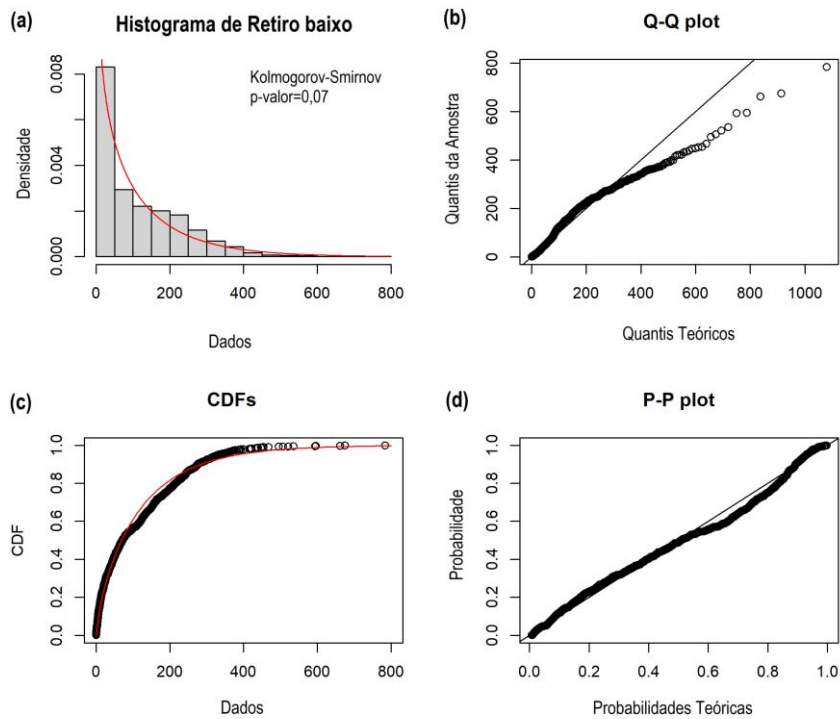 (a)
Histograma de Retiro baixo
Kolmogorov-Smirnov
p-valor=0,07
Densidade
0.008
0.004
0.000
0 200 400 600 800
Dados
(b)
Q-Q plot
Quantis da Amostra
800
600
400
200
0
0 200 400 600 800 1000
Quantis Teóricos
(c)
CDFs
CDF
1.0
0.8
0.6
0.4
0.2
0.0
0 200 400 600 800
Dados
(d)
P-P plot
Probabilidade
1.0
0.8
0.6
0.4
0.2
0.0
0.0 0.2 0.4 0.6 0.8 1.0
Probabilidades Teóricas